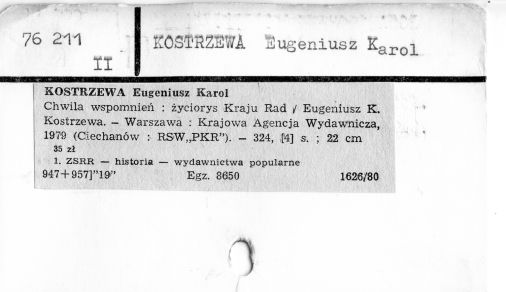 76 211
II
KOSTRZEWA Eugeniusz Karol
KOSTRZEWA Eugeniusz Karol
Chwila wspomnień : życiorys Kraju Rad / Eugeniusz K.
Kostrzewa. — Warszawa : Krajowa Agencja Wydawnicza,
1979 (Ciechanów : RSW„PKR”). — 324, [4] s. ; 22 cm
35 zł
1. ZSRR — historia — wydawnictwa popularne
947+957]"19" Egz. 8650 1626/80